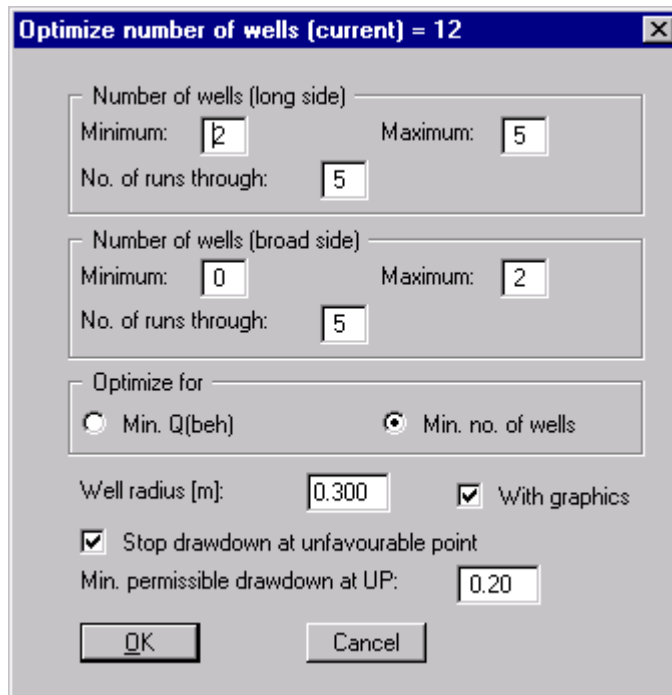 Optimize number of wells (current) = 12
Number of wells (long side)
Minimum: 2 Maximum: 5
No. of runs through: 5
Number of wells (broad side)
Minimum: 0 Maximum: 2
No. of runs through: 5
Optimize for
Min. Q(beh) Min. no. of wells
Well radius [m]: 0.300 With graphics
Stop drawdown at unfavourable point
Min. permissible drawdown at UP: 0.20
OK Cancel